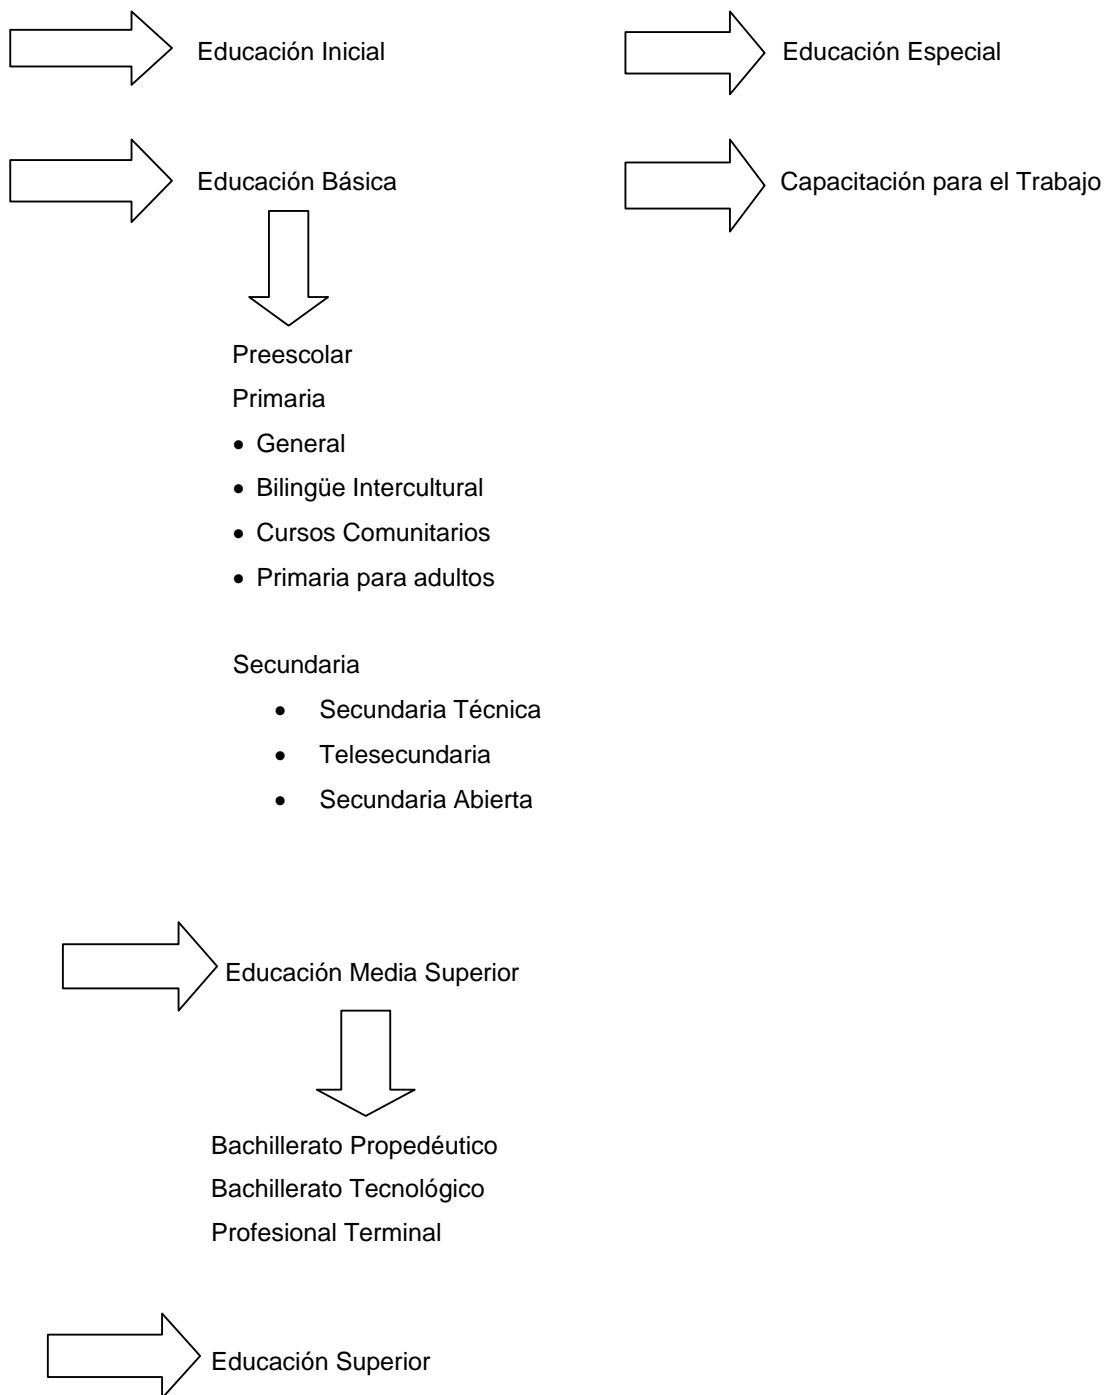 Educación Inicial
Educación Especial
Educación Básica
Capacitación para el Trabajo
Preescolar
Primaria
• General
• Bilingüe Intercultural
• Cursos Comunitarios
• Primaria para adultos
Secundaria
• Secundaria Técnica
• Telesecundaria
• Secundaria Abierta
Educación Media Superior
Bachillerato Propedéutico
Bachillerato Tecnológico
Profesional Terminal
Educación Superior